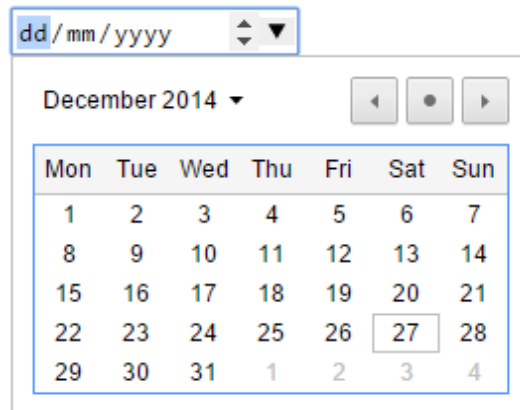 dd/mm/yyyy
December 2014
Mon Tue Wed Thu Fri Sat Sun
1 2 3 4 5 6 7
8 9 10 11 12 13 14
15 16 17 18 19 20 21
22 23 24 25 26 27 28
29 30 31 1 2 3 4